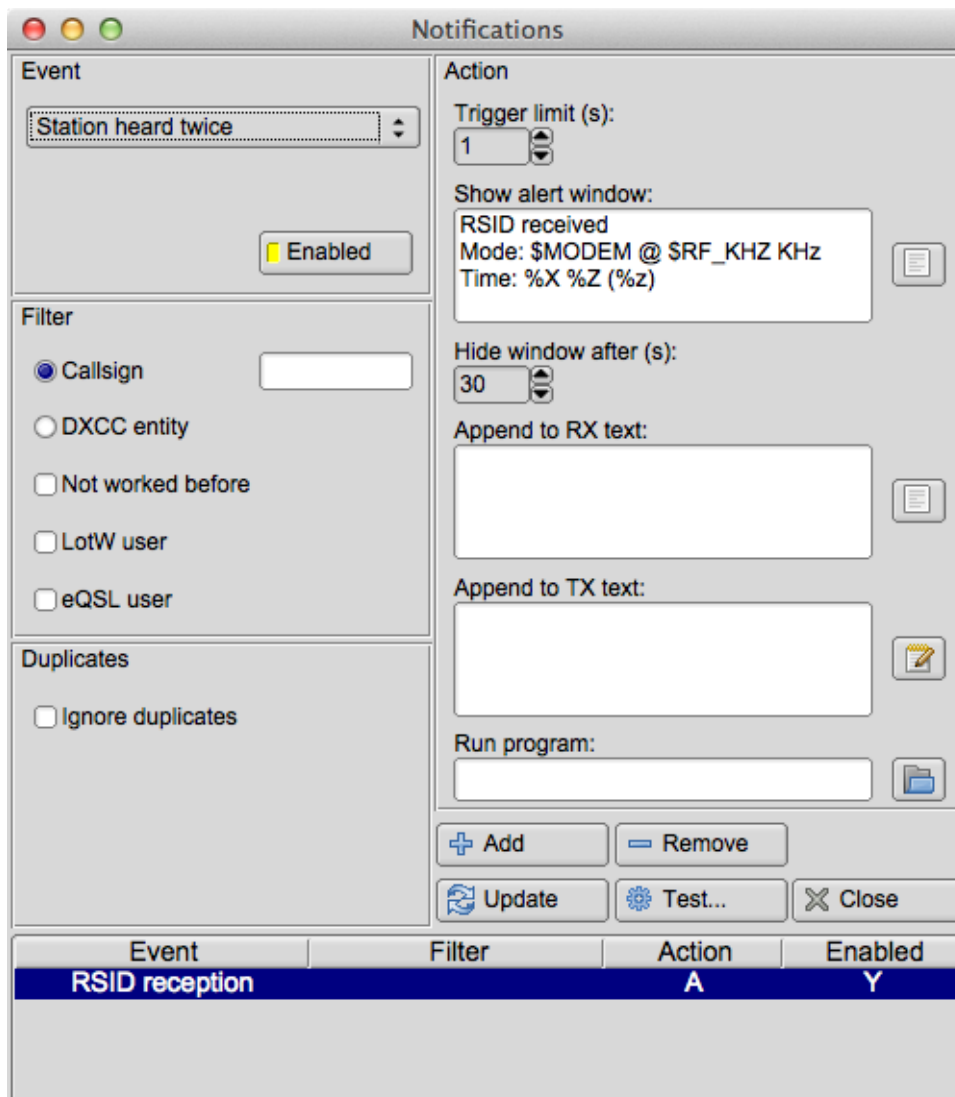 Notifications
Event
Station heard twice
Enabled
Filter
Callsign
DXCC entity
Not worked before
LotW user
eQSL user
Duplicates
Ignore duplicates
Action
Trigger limit (s):
1
Show alert window:
RSID received
Mode: $MODEM @ $RF_KHZ KHz
Time: %X %Z (%z)
Hide window after (s):
30
Append to RX text:
Append to TX text:
Run program:
Add Remove
Update Test... Close
Event Filter Action Enabled
RSID reception A Y